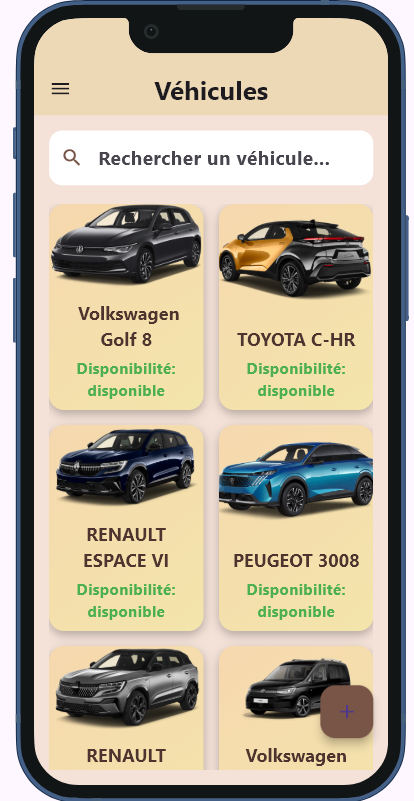 Véhicules
Rechercher un véhicule...
Volkswagen
Golf 8
Disponibilité:
disponible
TOYOTA C-HR
Disponibilité:
disponible
RENAULT
ESPACE VI
Disponibilité:
disponible
PEUGEOT 3008
Disponibilité:
disponible
RENAULT
Volkswagen
+